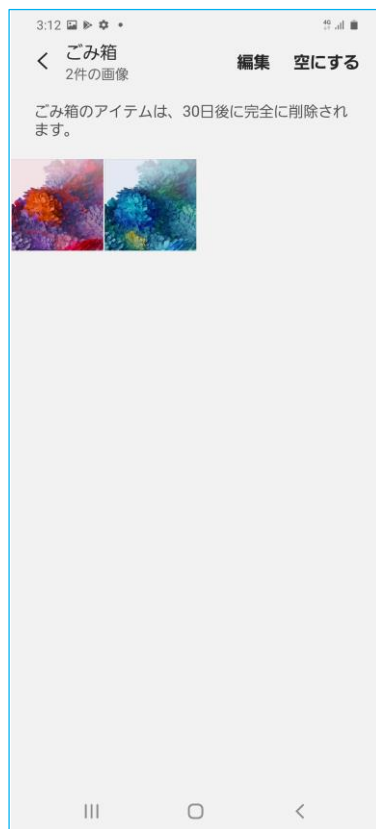 3:12
4G
ごみ箱
2件の画像
編集 空にする
ごみ箱のアイテムは、30日後に完全に削除され
ます。